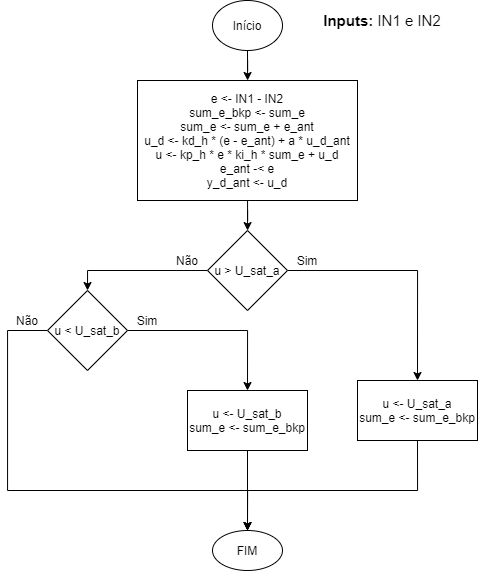 Início
Inputs: IN1 e IN2
e <- IN1 - IN2
sum_e_bkp <- sum_e
sum_e <- sum_e + e_ant
u_d <- kd_h * (e - e_ant) + a * u_d_ant
u <- kp_h * e * ki_h * sum_e + u_d
e_ant -< e
y_d_ant <- u_d
u > U_sat_a
Não
Sim
u < U_sat_b
Não
Sim
u <- U_sat_b
sum_e <- sum_e_bkp
u <- U_sat_a
sum_e <- sum_e_bkp
FIM